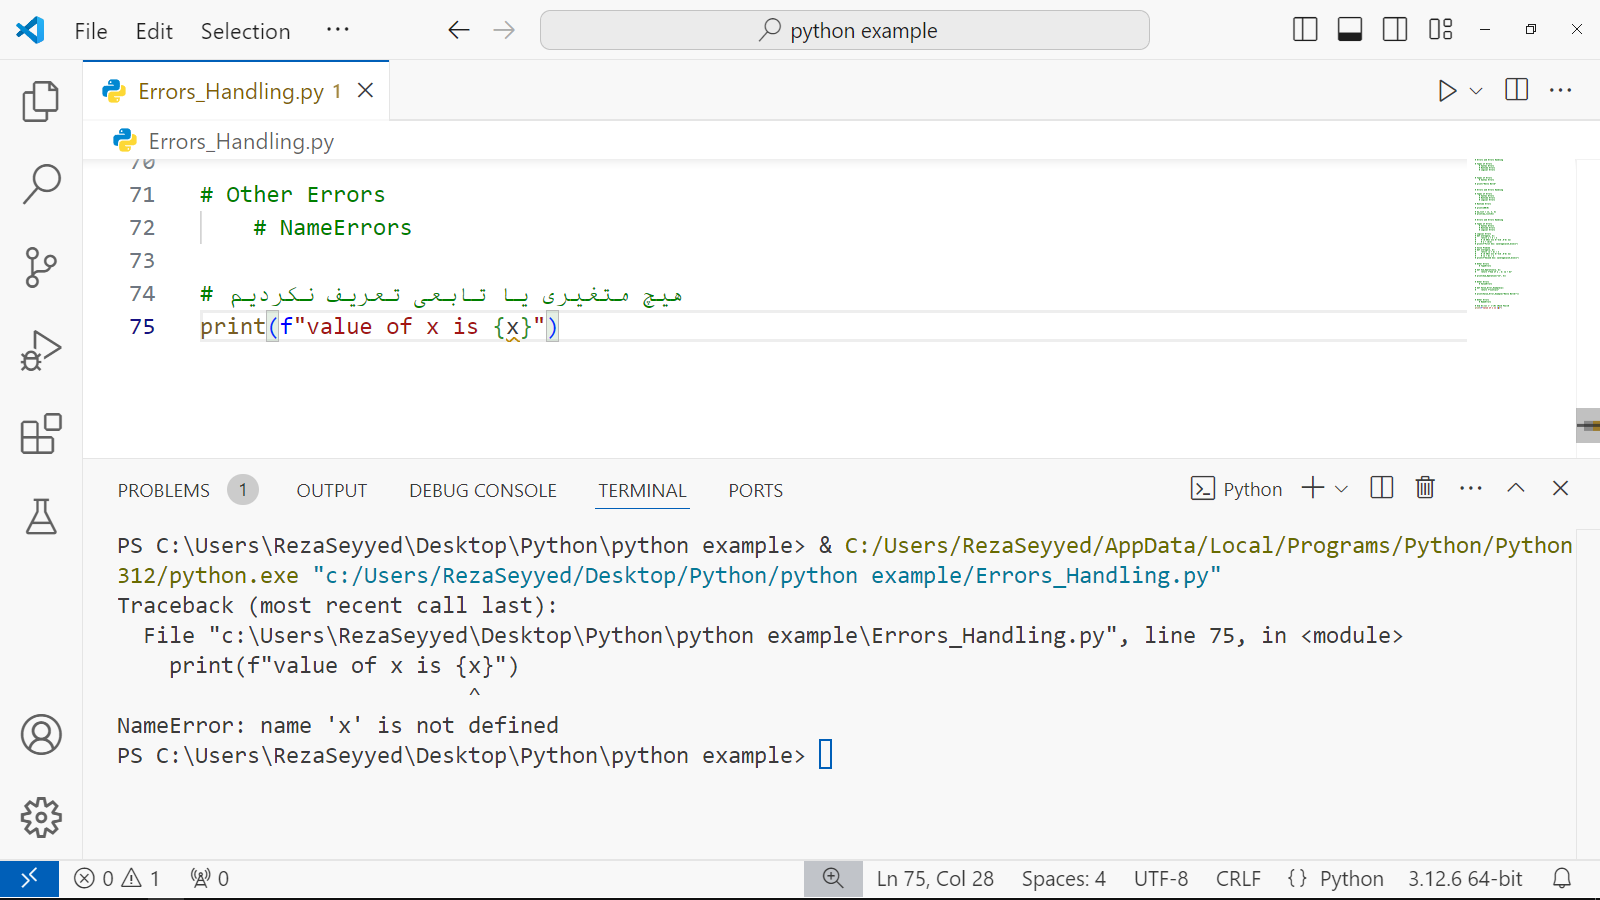 File Edit Selection ··· python example
Errors_Handling.py 1
Errors_Handling.py
70
71 # Other Errors
72 # NameErrors
73
74 # هیچ متغیری یا تابعی تعریف نکردیم
75 print(f"value of x is {x}")
PROBLEMS 1 OUTPUT DEBUG CONSOLE TERMINAL PORTS Python
PS C:\Users\RezaSeyyed\Desktop\Python\python example> & C:/Users/RezaSeyyed/AppData/Local/Programs/Python/Python
312/python.exe "c:/Users/RezaSeyyed/Desktop/Python/python example/Errors_Handling.py"
Traceback (most recent call last):
File "c:\Users\RezaSeyyed\Desktop\Python\python example\Errors_Handling.py", line 75, in <module>
print(f"value of x is {x}")
^
NameError: name 'x' is not defined
PS C:\Users\RezaSeyyed\Desktop\Python\python example>
0 1 0 Ln 75, Col 28 Spaces: 4 UTF-8 CRLF {} Python 3.12.6 64-bit